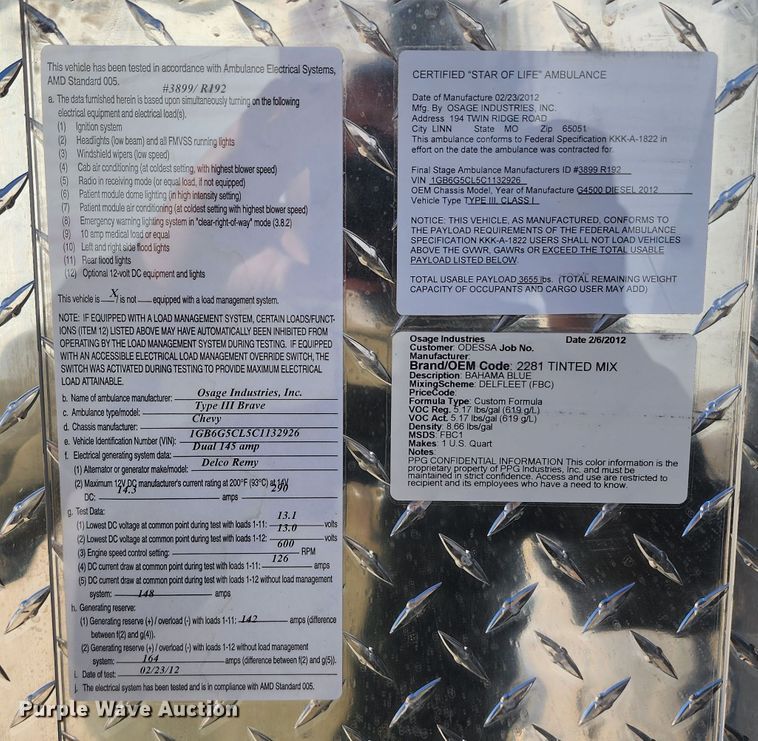 This vehicle has been tested in accordance with Ambulance Electrical Systems,
AMD Standard 005.
#3899/ R192
a. The data furnished herein is based upon simultaneously turning on the following
electrical equipment and electrical load(s).
(1) Ignition system
(2) Headlights (low beam) and all FMVSS running lights
(3) Windshield wipers (low speed)
(4) Cab air conditioning (at coldest setting, with highest blower speed)
(5) Radio in receiving mode (or equal load, if not equipped)
(6) Patient module dome lighting (in high intensity setting)
(7) Patient module air conditioning (at coldest setting with highest blower speed)
(8) Emergency warning lighting system in "clear-right-of-way" mode (3.8.2)
(9) 10 amp medical load or equal
(10) Left and right side flood lights
(11) Rear flood lights
(12) Optional 12-volt DC equipment and lights
This vehicle is X / is not equipped with a load management system.
NOTE: IF EQUIPPED WITH A LOAD MANAGEMENT SYSTEM, CERTAIN LOADS/FUNCT-
IONS (ITEM 12) LISTED ABOVE MAY HAVE AUTOMATICALLY BEEN INHIBITED FROM
OPERATING BY THE LOAD MANAGEMENT SYSTEM DURING TESTING. IF EQUIPPED
WITH AN ACCESSIBLE ELECTRICAL LOAD MANAGEMENT OVERRIDE SWITCH, THE
SWITCH WAS ACTIVATED DURING TESTING TO PROVIDE MAXIMUM ELECTRICAL
LOAD ATTAINABLE.
b. Name of ambulance manufacturer: Osage Industries, Inc.
c. Ambulance type/model: Type III Brave
d. Chassis manufacturer: Chevy
e. Vehicle Identification Number (VIN): 1GB6G5CL5C1132926
f. Electrical generating system data: Dual 145 amp
(1) Alternator or generator make/model: Delco Remy
(2) Maximum 12V DC manufacturer's current rating at 200°F (93°C) at 14V
DC: 14.3 amps 290
g. Test Data:
(1) Lowest DC voltage at common point during test with loads 1-11: 13.1 volts
(2) Lowest DC voltage at common point during test with loads 1-12: 13.0 volts
(3) Engine speed control setting: 600 RPM
(4) DC current draw at common point during test with loads 1-11: 126 amps
(5) DC current draw at common point during test with loads 1-12 without load management
system: 148 amps
h. Generating reserve:
(1) Generating reserve (+) / overload (-) with loads 1-11: 142 amps (difference
between f(2) and g(4)).
(2) Generating reserve (+) / overload (-) with loads 1-12 without load management
system: 164 amps (difference between f(2) and g(5)).
i. Date of test: 02/23/12
j. The electrical system has been tested and is in compliance with AMD Standard 005.
CERTIFIED "STAR OF LIFE" AMBULANCE
Date of Manufacture 02/23/2012
Mfg. By OSAGE INDUSTRIES, INC.
Address 194 TWIN RIDGE ROAD
City LINN State MO Zip 65051
This ambulance conforms to Federal Specification KKK-A-1822 in
effort on the date the ambulance was contracted for.
Final Stage Ambulance Manufacturers ID #3899 R192
VIN 1GB6G5CL5C1132926
OEM Chassis Model, Year of Manufacture G4500 DIESEL 2012
Vehicle Type TYPE III, CLASS I
NOTICE: THIS VEHICLE, AS MANUFACTURED, CONFORMS TO
THE PAYLOAD REQUIREMENTS OF THE FEDERAL AMBULANCE
SPECIFICATION KKK-A-1822 USERS SHALL NOT LOAD VEHICLES
ABOVE THE GVWR, GAWRs OR EXCEED THE TOTAL USABLE
PAYLOAD LISTED BELOW.
TOTAL USABLE PAYLOAD 3655 lbs. (TOTAL REMAINING WEIGHT
CAPACITY OF OCCUPANTS AND CARGO USER MAY ADD)
Osage Industries Date 2/6/2012
Customer: ODESSA Job No.
Manufacturer:
Brand/OEM Code: 2281 TINTED MIX
Description: BAHAMA BLUE
MixingScheme: DELFLEET (FBC)
PriceCode:
Formula Type: Custom Formula
VOC Reg. 5.17 lbs/gal (619 g/L)
VOC Act. 5.17 lbs/gal (619 g/L)
Density: 8.66 lbs/gal
MSDS: FBC1
Makes: 1 U.S. Quart
Notes:
PPG CONFIDENTIAL INFORMATION This color information is the
proprietary property of PPG Industries, Inc. and must be
maintained in strict confidence. Access and use are restricted to
recipient and its employees who have a need to know.
Purple Wave Auction